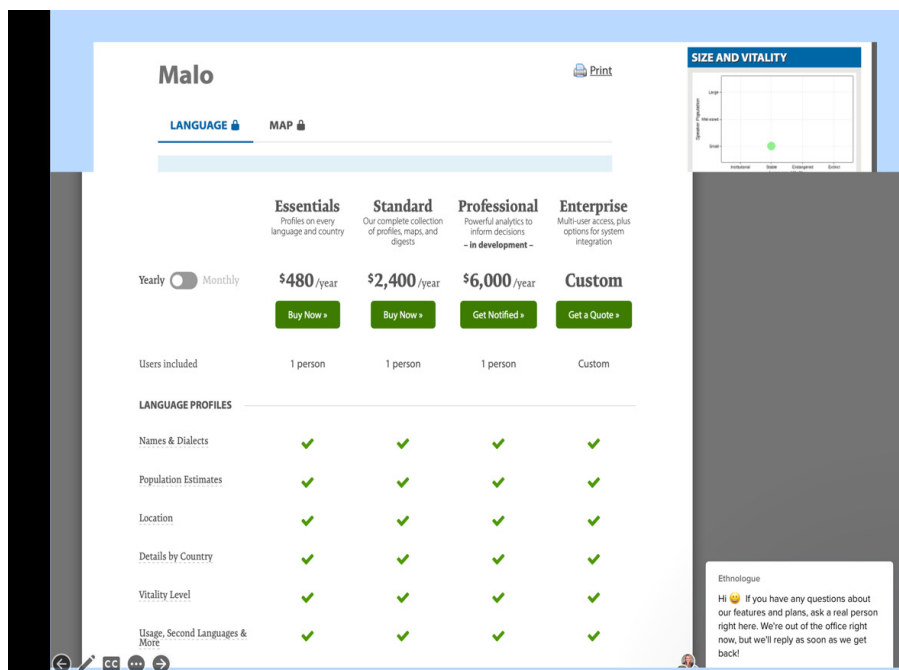 Malo
Print
SIZE AND VITALITY
LANGUAGE MAP
Large
Mid-sized
Small
Speaker Population
Institutional Stable Endangered Extinct
Essentials Standard Professional Enterprise
Profiles on every language and country
Our complete collection of profiles, maps, and digests
Powerful analytics to inform decisions
– in development –
Multi-user access, plus options for system integration
Yearly Monthly $480 /year $2,400 /year $6,000 /year Custom
Buy Now » Buy Now » Get Notified » Get a Quote »
Users included 1 person 1 person 1 person Custom
LANGUAGE PROFILES
Names & Dialects
Population Estimates
Location
Details by Country
Vitality Level
Usage, Second Languages &
More
Ethnologue
Hi 😀 If you have any questions about
our features and plans, ask a real person
right here. We're out of the office right
now, but we'll reply as soon as we get
back!
CC